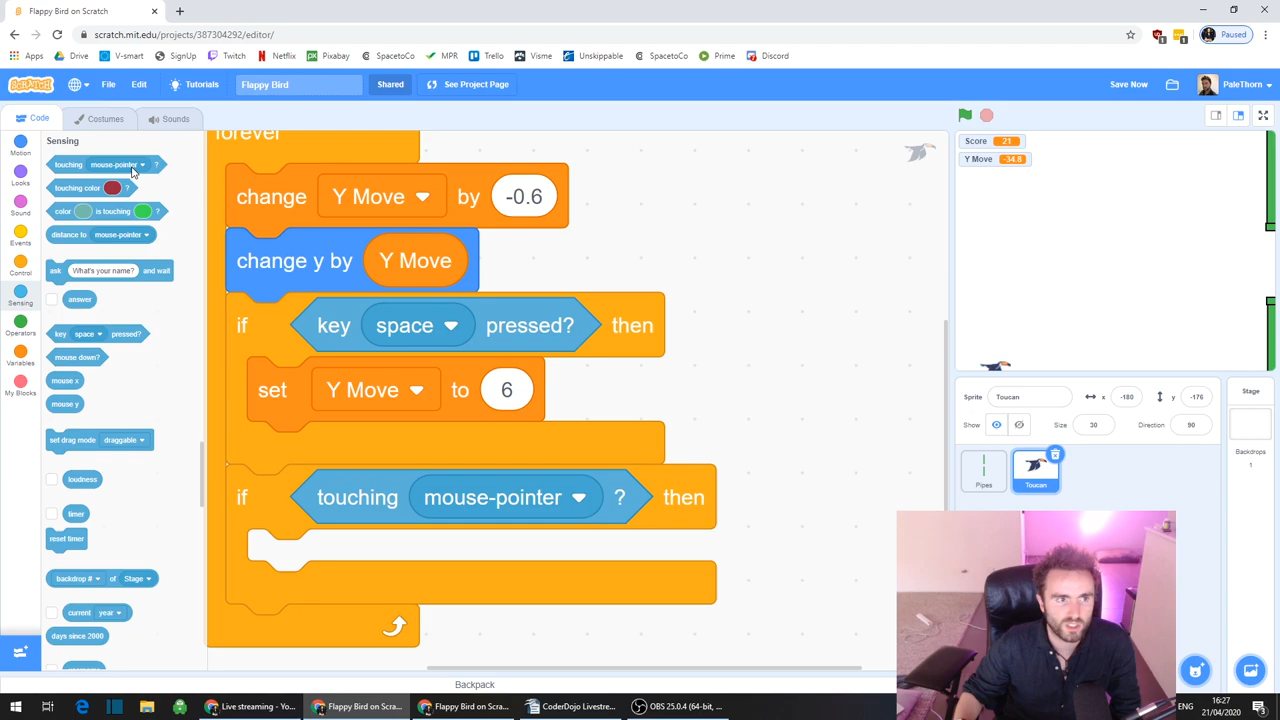 Flappy Bird on Scratch
scratch.mit.edu/projects/387304292/editor/
Paused
Apps Drive V-smart SignUp Twitch Netflix Pixabay SpacetoCo MPR Trello Visme Unskippable SpacetoCo Prime Discord
SCRATCH File Edit Tutorials Flappy Bird Shared See Project Page Save Now PaleThorn
Code Costumes Sounds
Motion
Looks
Sound
Events
Control
Sensing
Operators
Variables
My Blocks
Sensing
touching mouse-pointer ?
touching color ?
color is touching ?
distance to mouse-pointer
ask What's your name? and wait
answer
key space pressed?
mouse down?
mouse x
mouse y
set drag mode draggable
loudness
timer
reset timer
backdrop # of Stage
current year
days since 2000
forever
change Y Move by -0.6
change y by Y Move
if key space pressed? then
set Y Move to 6
if touching mouse-pointer ? then
Score 21
Y Move -34.8
Sprite Toucan x -180 y -176
Show Size 30 Direction 90
Pipes
Toucan
Stage
Backdrops
1
Backpack
Live streaming - Yo...
Flappy Bird on Scra...
Flappy Bird on Scra...
CoderDojo Livestre...
OBS 25.0.4 (64-bit, ...
ENG
16:27
21/04/2020